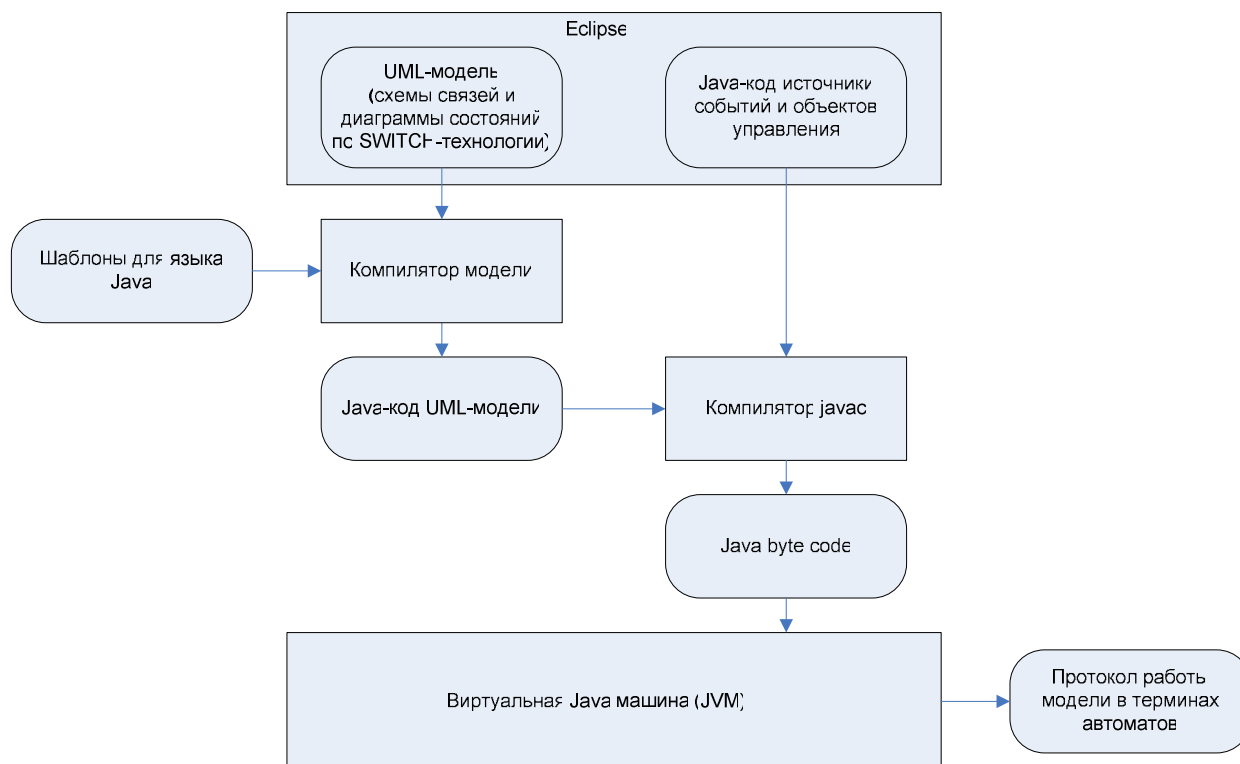 Eclipse
UML-модель
(схемы связей и
диаграммы состояний
по SWITCH-технологии)
Java-код источники
событий и объектов
управления
Шаблоны для языка
Java
Компилятор модели
Java-код UML-модели
Компилятор javac
Java byte code
Виртуальная Java машина (JVM)
Протокол работь
модели в терминах
автоматов